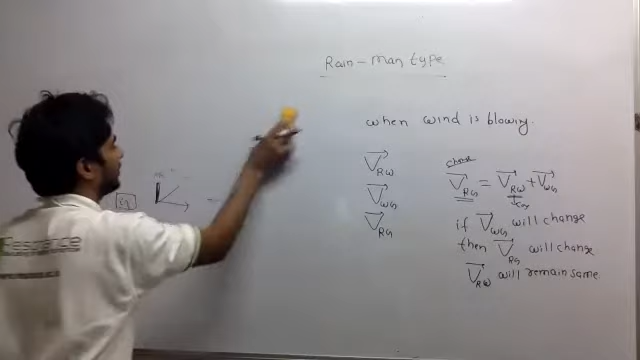 Rain - Man type
when wind is blowing.
V RW
V WG
V RG
V RG = V RW + V WG
if V WG will change
then V RG will change
V RW will remain same.
Resonance